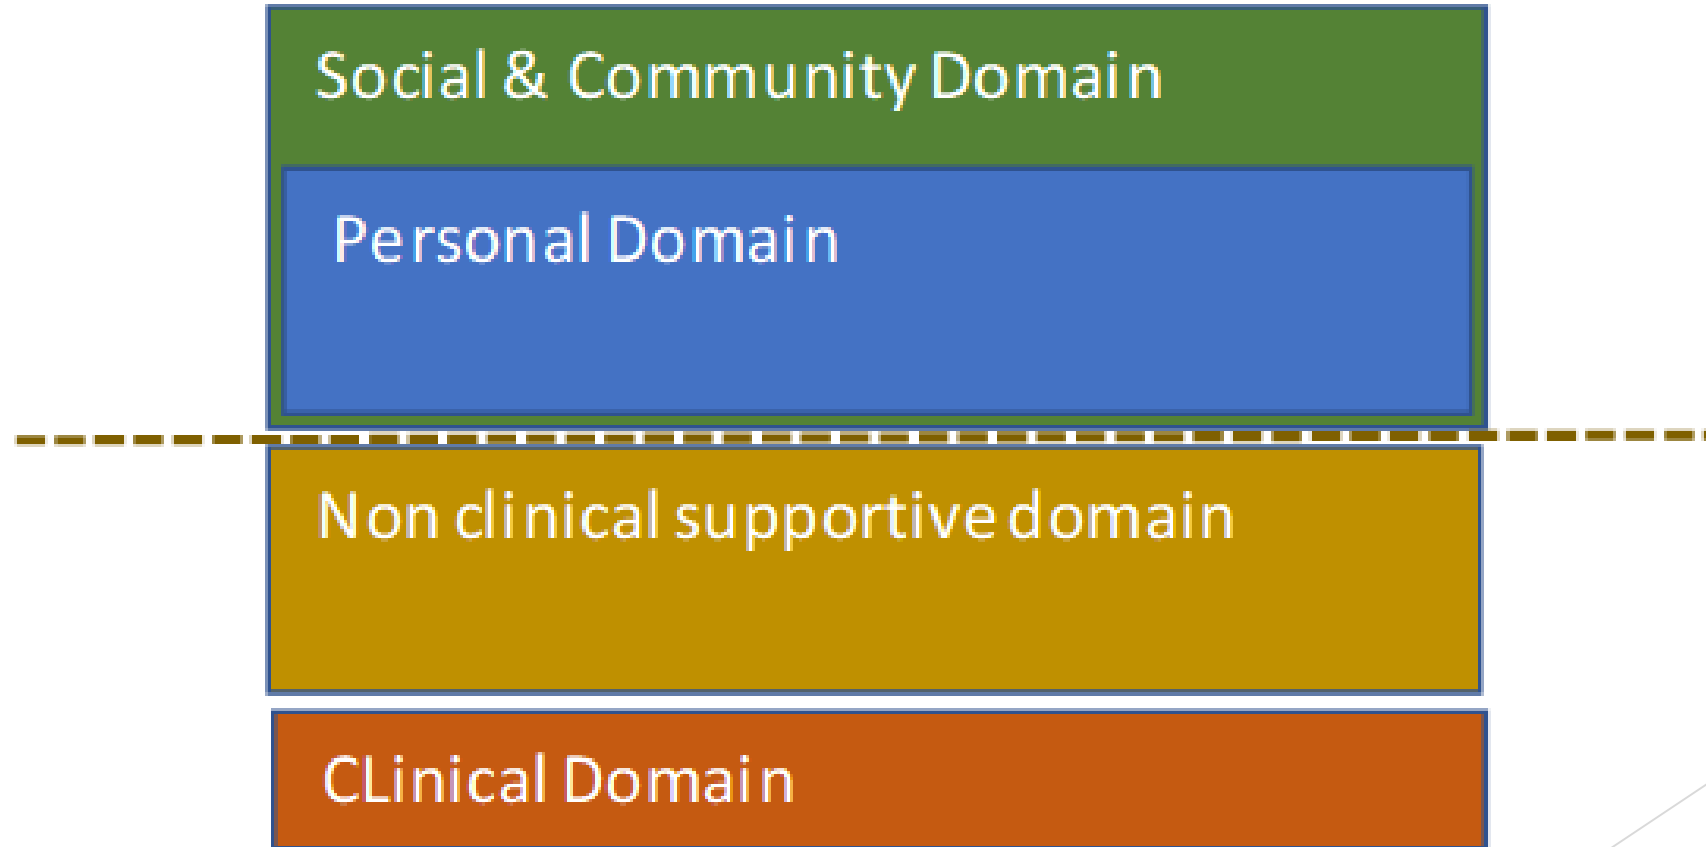 Social & Community Domain
Personal Domain
Non clinical supportive domain
CLinical Domain